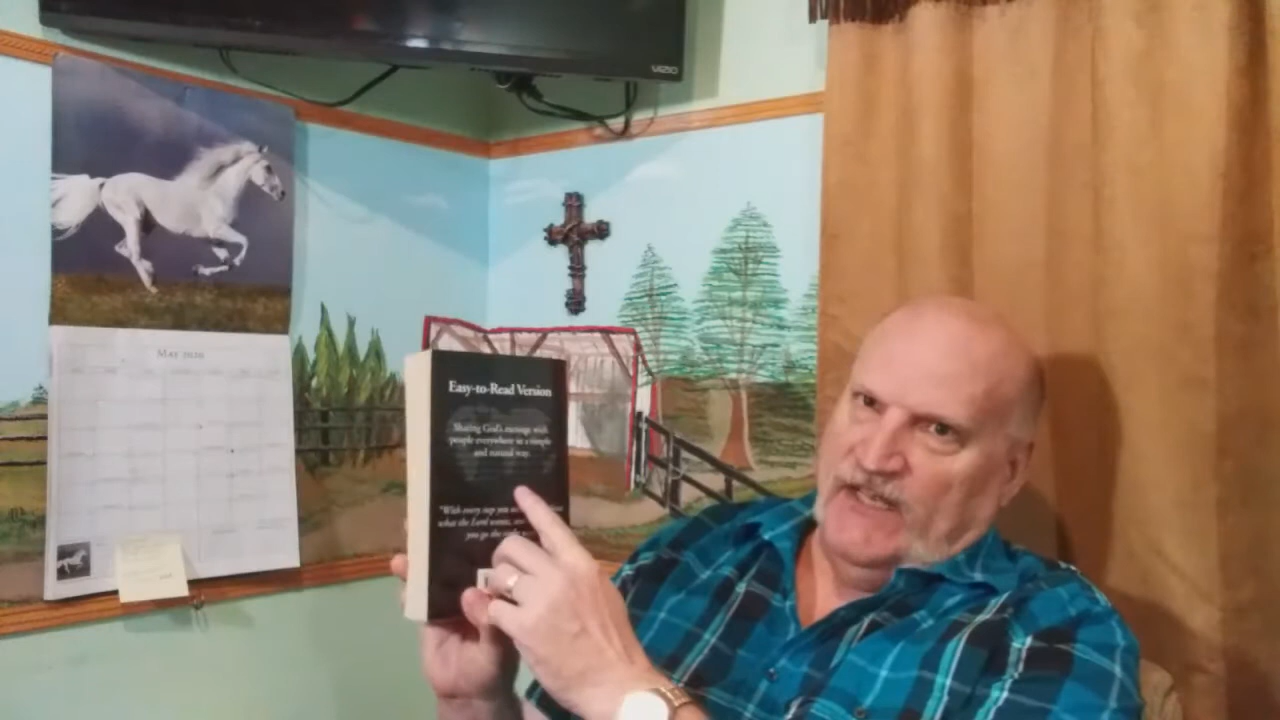 VIZIO
May 2020
Easy-to-Read Version
Sharing God's message with
people everywhere in a simple
and natural way.
"With every step you
what the Lord wants,
you go the